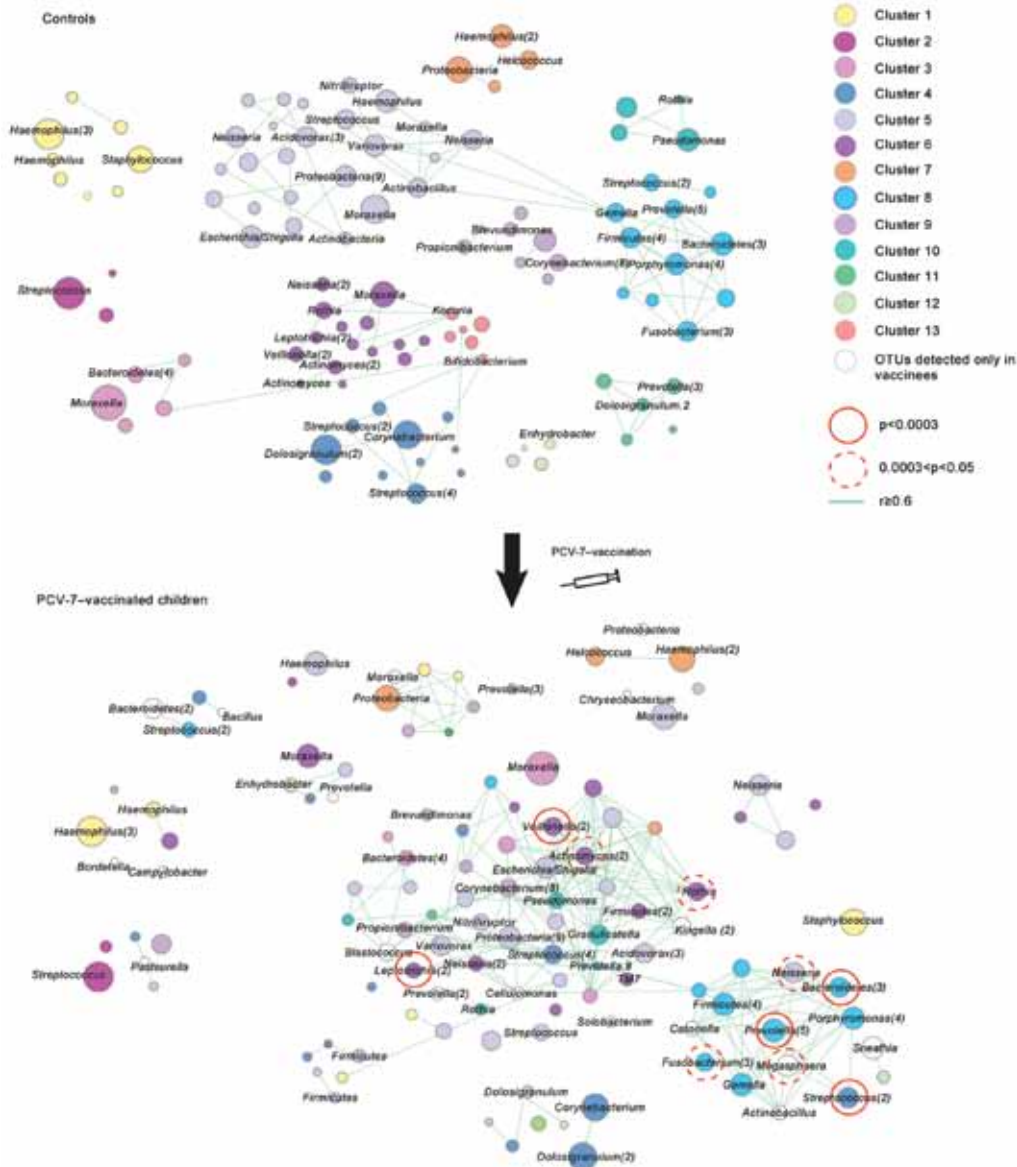 Controls
Haemophilus(2)
Helcococcus
Proteobacteria
Nitriliruptor
Haemophilus
Streptococcus
Moraxella
Neisseria
Acidovorax(3)
Neisseria
Variovorax
Haemophilus(3)
Haemophilus
Staphylococcus
Proteobacteria(9)
Actinobacillus
Moraxella
Escherichia/Shigella
Actinobacteria
Rothia
Pseudomonas
Streptococcus(2)
Gemella
Prevotella(5)
Firmicutes(4)
Bacteroidetes(3)
Porphyromonas(4)
Fusobacterium(3)
Brevundimonas
Propionibacterium
Streptococcus
Neisseria(2)
Moraxella
Rothia
Kocuria
Leptotrichia(2)
Veillonella(2)
Actinomyces(2)
Actinomyces
Bifidobacterium
Bacteroidetes(4)
Moraxella
Prevotella(3)
Dolosigranulum 2
Enhydrobacter
Streptococcus(2)
Corynebacterium
Dolosigranulum(2)
Streptococcus(4)
Cluster 1
Cluster 2
Cluster 3
Cluster 4
Cluster 5
Cluster 6
Cluster 7
Cluster 8
Cluster 9
Cluster 10
Cluster 11
Cluster 12
Cluster 13
OTUs detected only in
vaccinees
p<0.0003
0.0003<p<0.05
r≥0.6
PCV-7–vaccination
PCV-7–vaccinated children
Proteobacteria
Helcococcus
Haemophilus(2)
Haemophilus
Moraxella
Proteobacteria
Prevotella(3)
Chryseobacterium
Moraxella
Bacteroidetes(2)
Bacillus
Streptococcus(2)
Moraxella
Enhydrobacter
Prevotella
Moraxella
Neisseria
Haemophilus
Haemophilus(3)
Bordetella
Campylobacter
Brevundimonas
Veillonella(2)
Actinomyces(2)
Bacteroidetes(4)
Escherichia/Shigella
Corynebacterium(8)
Pseudomonas
Rothia
Firmicutes(2)
Kingella (2)
Nitriliruptor
Propionibacterium
Proteobacteria(9)
Granulicatella
Variovorax
Streptococcus(4)
Acidovorax(3)
Leptotrichia(2)
Neisseria(2)
TM7
Prevotella(2)
Cellulomonas
Rothia
Solobacterium
Streptococcus
Staphylococcus
Streptococcus
Pasteurella
Neisseria
Bacteroidetes(3)
Firmicutes(4)
Porphyromonas(4)
Catonella
Prevotella(5)
Sneathia
Fusobacterium(3)
Megasphaera
Gemella
Streptococcus(2)
Actinobacillus
Firmicutes
Firmicutes
Dolosigranulum
Corynebacterium
Dolosigranulum(2)